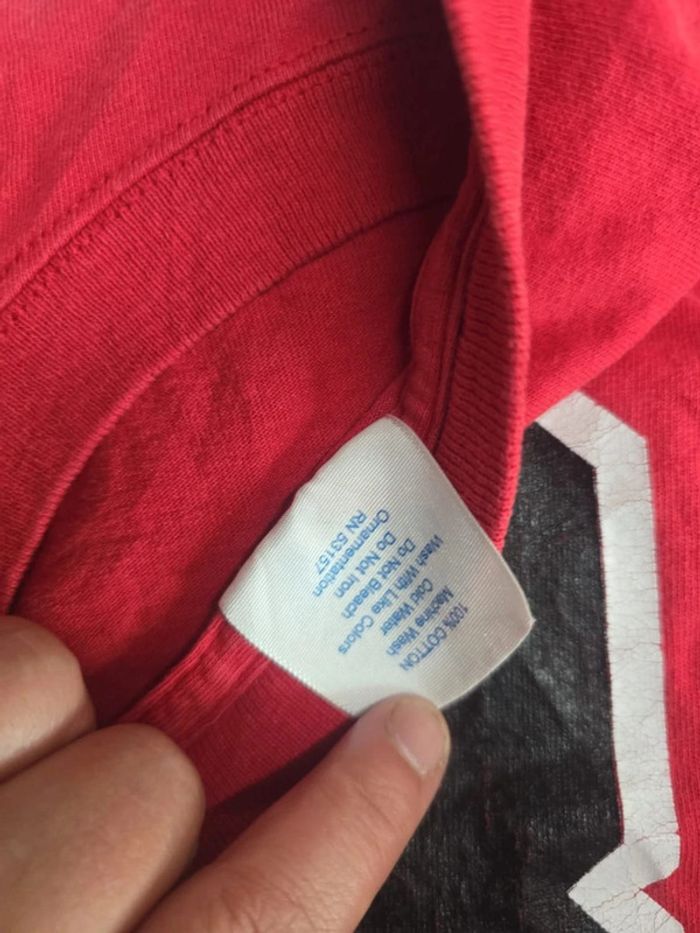 100% COTTON
Machine Wash
Cold Water
Wash With Like Colors
Do Not Bleach
Do Not Iron
Ornamentation
RN 53157